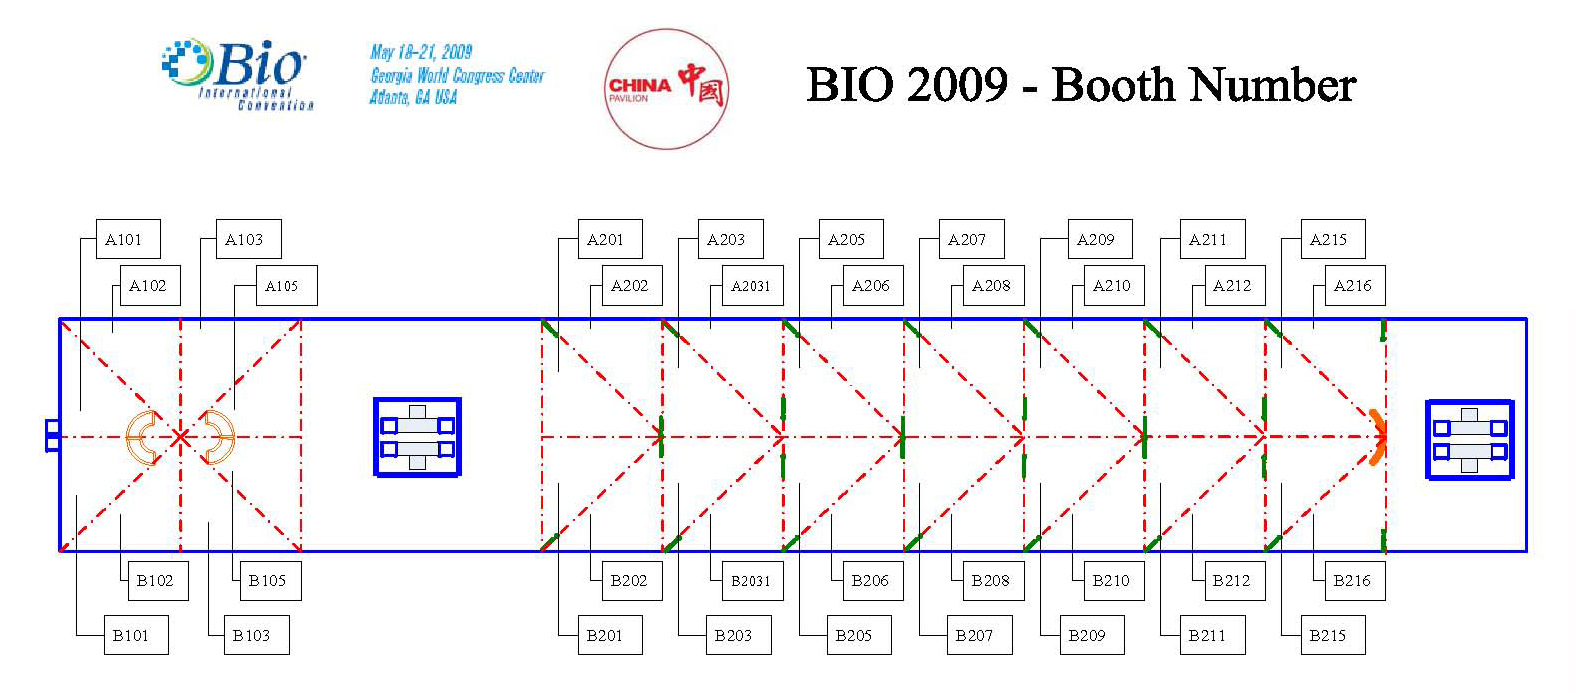 Bio
International
Convention
May 18-21, 2009
Georgia World Congress Center
Atlanta, GA USA
CHINA 中国
PAVILION
BIO 2009 - Booth Number
A101 A103 A201 A203 A205 A207 A209 A211 A215
A102 A105 A202 A2031 A206 A208 A210 A212 A216
B102 B105 B202 B2031 B206 B208 B210 B212 B216
B101 B103 B201 B203 B205 B207 B209 B211 B215